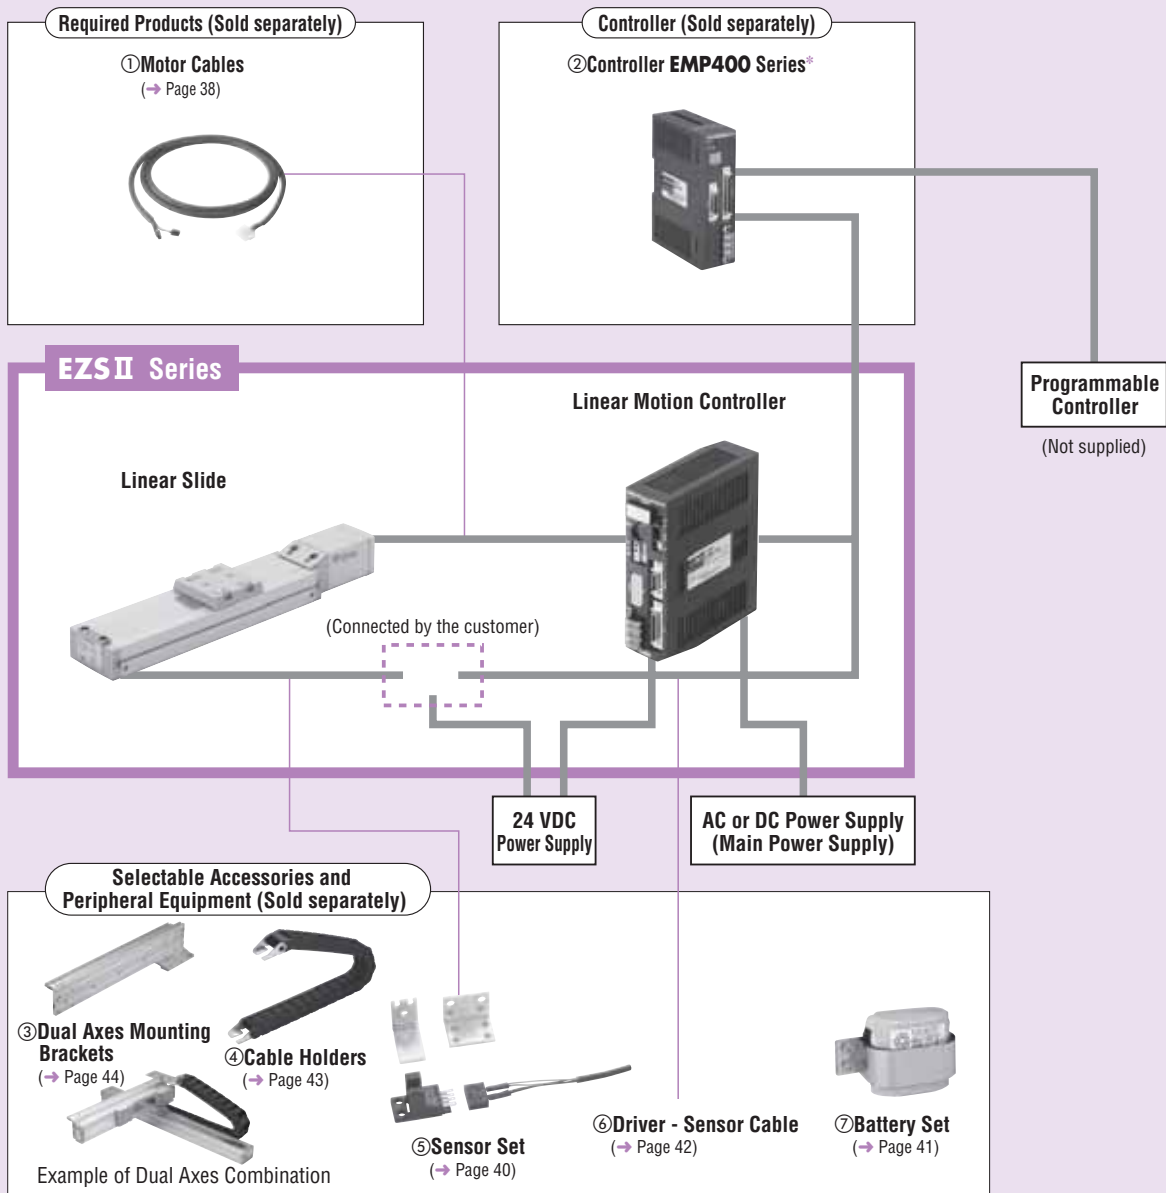 Required Products (Sold separately)
①Motor Cables
(→ Page 38)
Controller (Sold separately)
②Controller EMP400 Series*
EZSⅡ Series
Linear Motion Controller
Linear Slide
(Connected by the customer)
Programmable
Controller
(Not supplied)
24 VDC
Power Supply
AC or DC Power Supply
(Main Power Supply)
Selectable Accessories and
Peripheral Equipment (Sold separately)
③Dual Axes Mounting
Brackets
(→ Page 44)
④Cable Holders
(→ Page 43)
Example of Dual Axes Combination
⑤Sensor Set
(→ Page 40)
⑥Driver - Sensor Cable
(→ Page 42)
⑦Battery Set
(→ Page 41)